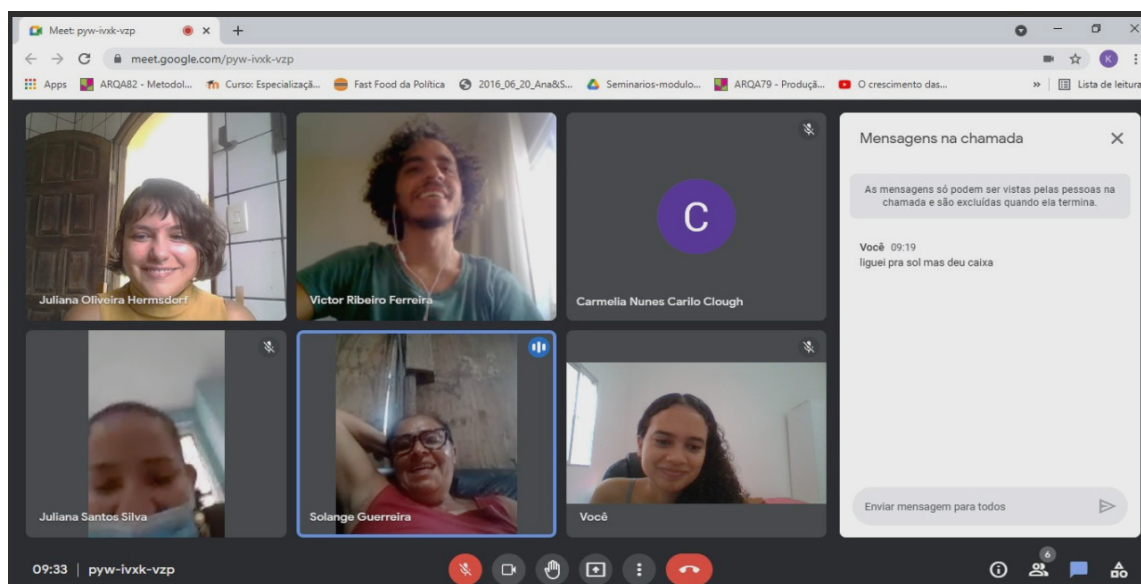 Meet: pyw-ivxk-vzp
meet.google.com/pyw-ivxk-vzp
K
Apps
ARQA82 - Metodol...
Curso: Especializaçã...
Fast Food da Política
2016_06_20_Ana&S...
Seminarios-modulo...
ARQA79 - Produçã...
O crescimento das...
»
Lista de leitura
Juliana Oliveira Hermsdorf
Victor Ribeiro Ferreira
C
Carmelia Nunes Carilo Clough
Juliana Santos Silva
Solange Guerreira
Você
Mensagens na chamada
As mensagens só podem ser vistas pelas pessoas na
chamada e são excluídas quando ela termina.
Você 09:19
liguei pra sol mas deu caixa
Enviar mensagem para todos
09:33 | pyw-ivxk-vzp
6